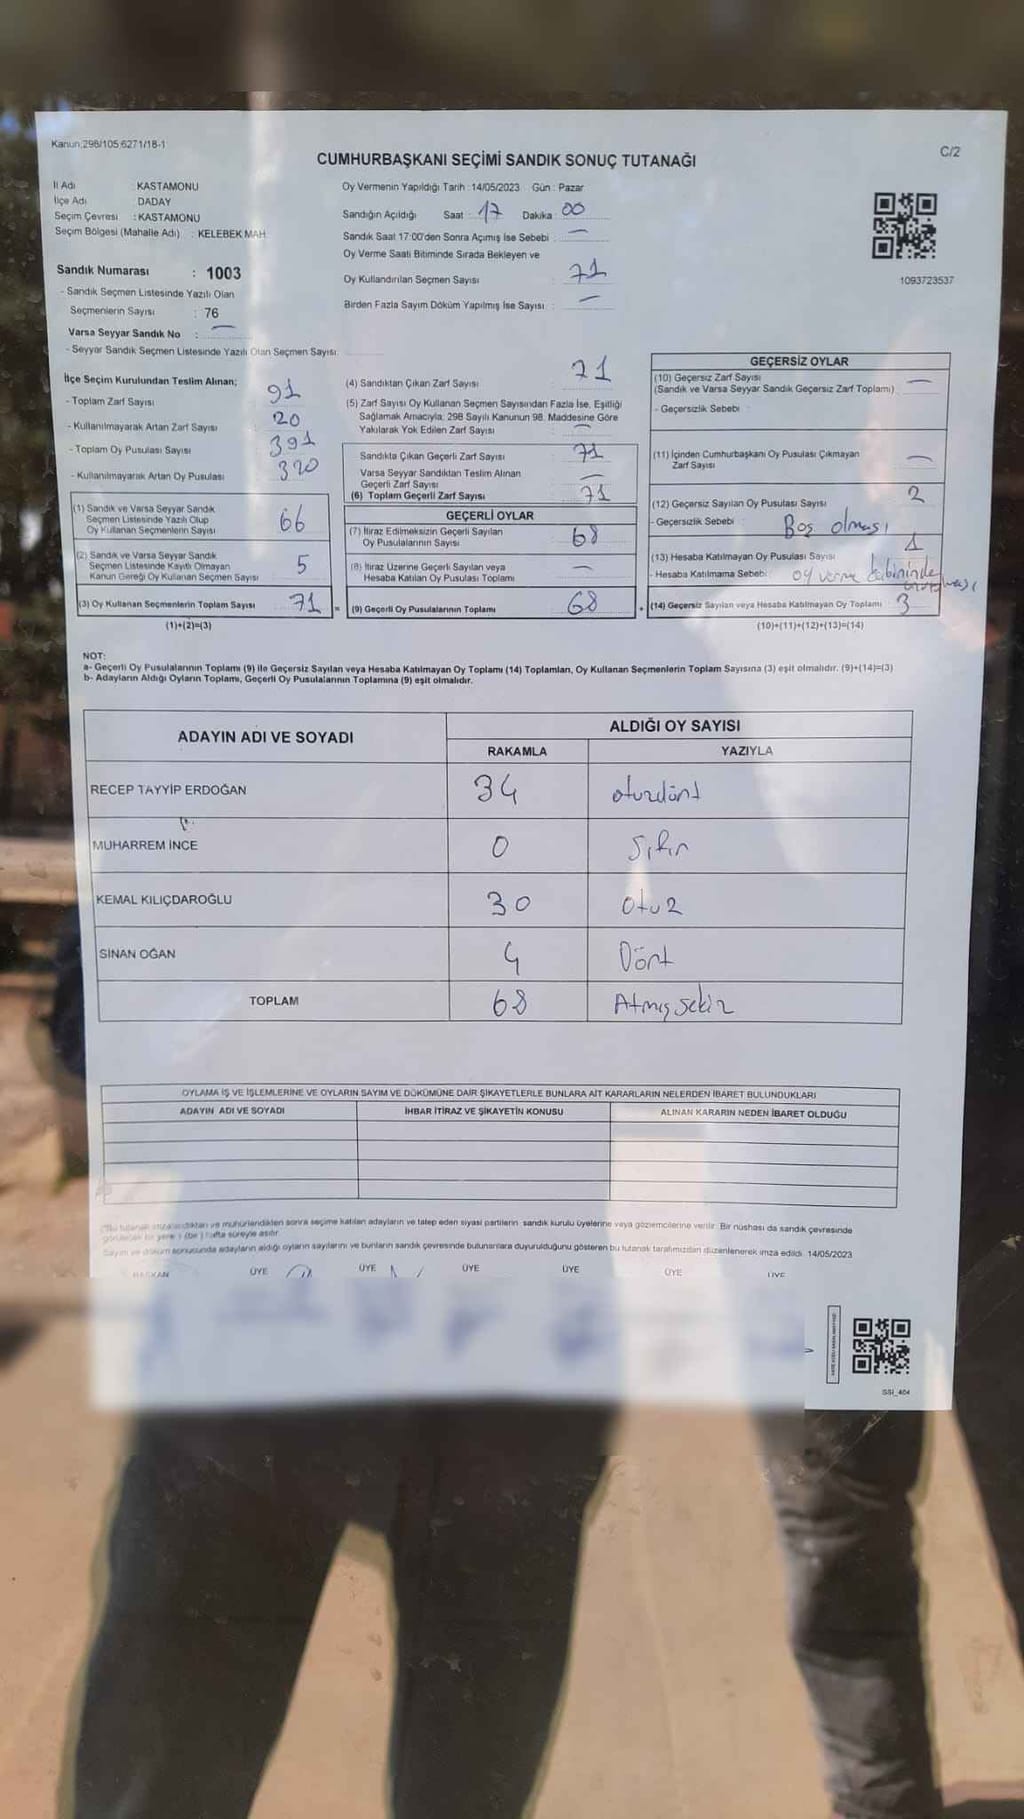 Kanun;298/105;6271/18-1
C/2
CUMHURBAŞKANI SEÇİMİ SANDIK SONUÇ TUTANAĞI
İl Adı : KASTAMONU
İlçe Adı : DADAY
Seçim Çevresi : KASTAMONU
Seçim Bölgesi (Mahalle Adı) : KELEBEK MAH.
Sandık Numarası : 1003
- Sandık Seçmen Listesinde Yazılı Olan
Seçmenlerin Sayısı : 76
Varsa Seyyar Sandık No : —
- Seyyar Sandık Seçmen Listesinde Yazılı Olan Seçmen Sayısı:
Oy Vermenin Yapıldığı Tarih : 14/05/2023 Gün : Pazar
Sandığın Açıldığı Saat : 17 Dakika : 00
Sandık Saat 17:00'den Sonra Açımış İse Sebebi : —
Oy Verme Saati Bitiminde Sırada Bekleyen ve
Oy Kullandırılan Seçmen Sayısı : 71
Birden Fazla Sayım Döküm Yapılmış İse Sayısı : —
1093723537
İlçe Seçim Kurulundan Teslim Alınan;
- Toplam Zarf Sayısı 91
- Kullanılmayarak Artan Zarf Sayısı 20
- Toplam Oy Pusulası Sayısı 391
- Kullanılmayarak Artan Oy Pusulası 320
(1) Sandık ve Varsa Seyyar Sandık
Seçmen Listesinde Yazılı Olup
Oy Kullanan Seçmenlerin Sayısı 66
(2) Sandık ve Varsa Seyyar Sandık
Seçmen Listesinde Kayıtlı Olmayan
Kanun Gereği Oy Kullanan Seçmen Sayısı 5
(3) Oy Kullanan Seçmenlerin Toplam Sayısı 71 =
(1)+(2)=(3)
(4) Sandıktan Çıkan Zarf Sayısı 71
(5) Zarf Sayısı Oy Kullanan Seçmen Sayısından Fazla İse, Eşitliği
Sağlamak Amacıyla; 298 Sayılı Kanunun 98. Maddesine Göre
Yakılarak Yok Edilen Zarf Sayısı —
Sandıkta Çıkan Geçerli Zarf Sayısı 71
Varsa Seyyar Sandıktan Teslim Alınan
Geçerli Zarf Sayısı —
(6) Toplam Geçerli Zarf Sayısı 71
GEÇERLİ OYLAR
(7) İtiraz Edilmeksizin Geçerli Sayılan
Oy Pusulalarının Sayısı 68
(8) İtiraz Üzerine Geçerli Sayılan veya
Hesaba Katılan Oy Pusulası Toplamı —
(9) Geçerli Oy Pusulalarının Toplamı 68 +
GEÇERSİZ OYLAR
(10) Geçersiz Zarf Sayısı
(Sandık ve Varsa Seyyar Sandık Geçersiz Zarf Toplamı) —
- Geçersizlik Sebebi :
(11) İçinden Cumhurbaşkanı Oy Pusulası Çıkmayan
Zarf Sayısı —
(12) Geçersiz Sayılan Oy Pusulası Sayısı 2
- Geçersizlik Sebebi : Boş olması
(13) Hesaba Katılmayan Oy Pusulası Sayısı 1
- Hesaba Katılmama Sebebi: oy verme kabininde
(14) Geçersiz Sayılan veya Hesaba Katılmayan Oy Toplamı 3
(10)+(11)+(12)+(13)=(14)
NOT:
a- Geçerli Oy Pusulalarının Toplamı (9) ile Geçersiz Sayılan veya Hesaba Katılmayan Oy Toplamı (14) Toplamları, Oy Kullanan Seçmenlerin Toplam Sayısına (3) eşit olmalıdır. (9)+(14)=(3)
b- Adayların Aldığı Oyların Toplamı, Geçerli Oy Pusulalarının Toplamına (9) eşit olmalıdır.
ADAYIN ADI VE SOYADI ALDIĞI OY SAYISI
RAKAMLA YAZIYLA
RECEP TAYYİP ERDOĞAN 34 otuzdört
MUHARREM İNCE 0 Sıfır
KEMAL KILIÇDAROĞLU 30 Otuz
SİNAN OĞAN 4 Dört
TOPLAM 68 Atmışsekiz
OYLAMA İŞ VE İŞLEMLERİNE VE OYLARIN SAYIM VE DÖKÜMÜNE DAİR ŞİKAYETLERLE BUNLARA AİT KARARLARIN NELERDEN İBARET BULUNDUKLARI
ADAYIN ADI VE SOYADI İHBAR İTİRAZ VE ŞİKAYETİN KONUSU ALINAN KARARIN NEDEN İBARET OLDUĞU
mühürlendikten sonra seçime katılan adayların ve talep eden siyasi partilerin sandık kurulu üyelerine veya gözlemcilerine verilir. Bir nüshası da sandık çevresinde
hafta süreyle asılır.
Sayım ve döküm sonucunda adayların aldığı oyların sayılarını ve bunların sandık çevresinde bulunanlara duyurulduğunu gösteren bu tutanak tarafımızdan düzenlenerek imza edildi. 14/05/2023
BAŞKAN ÜYE ÜYE ÜYE ÜYE ÜYE ÜYE
SSİ_404